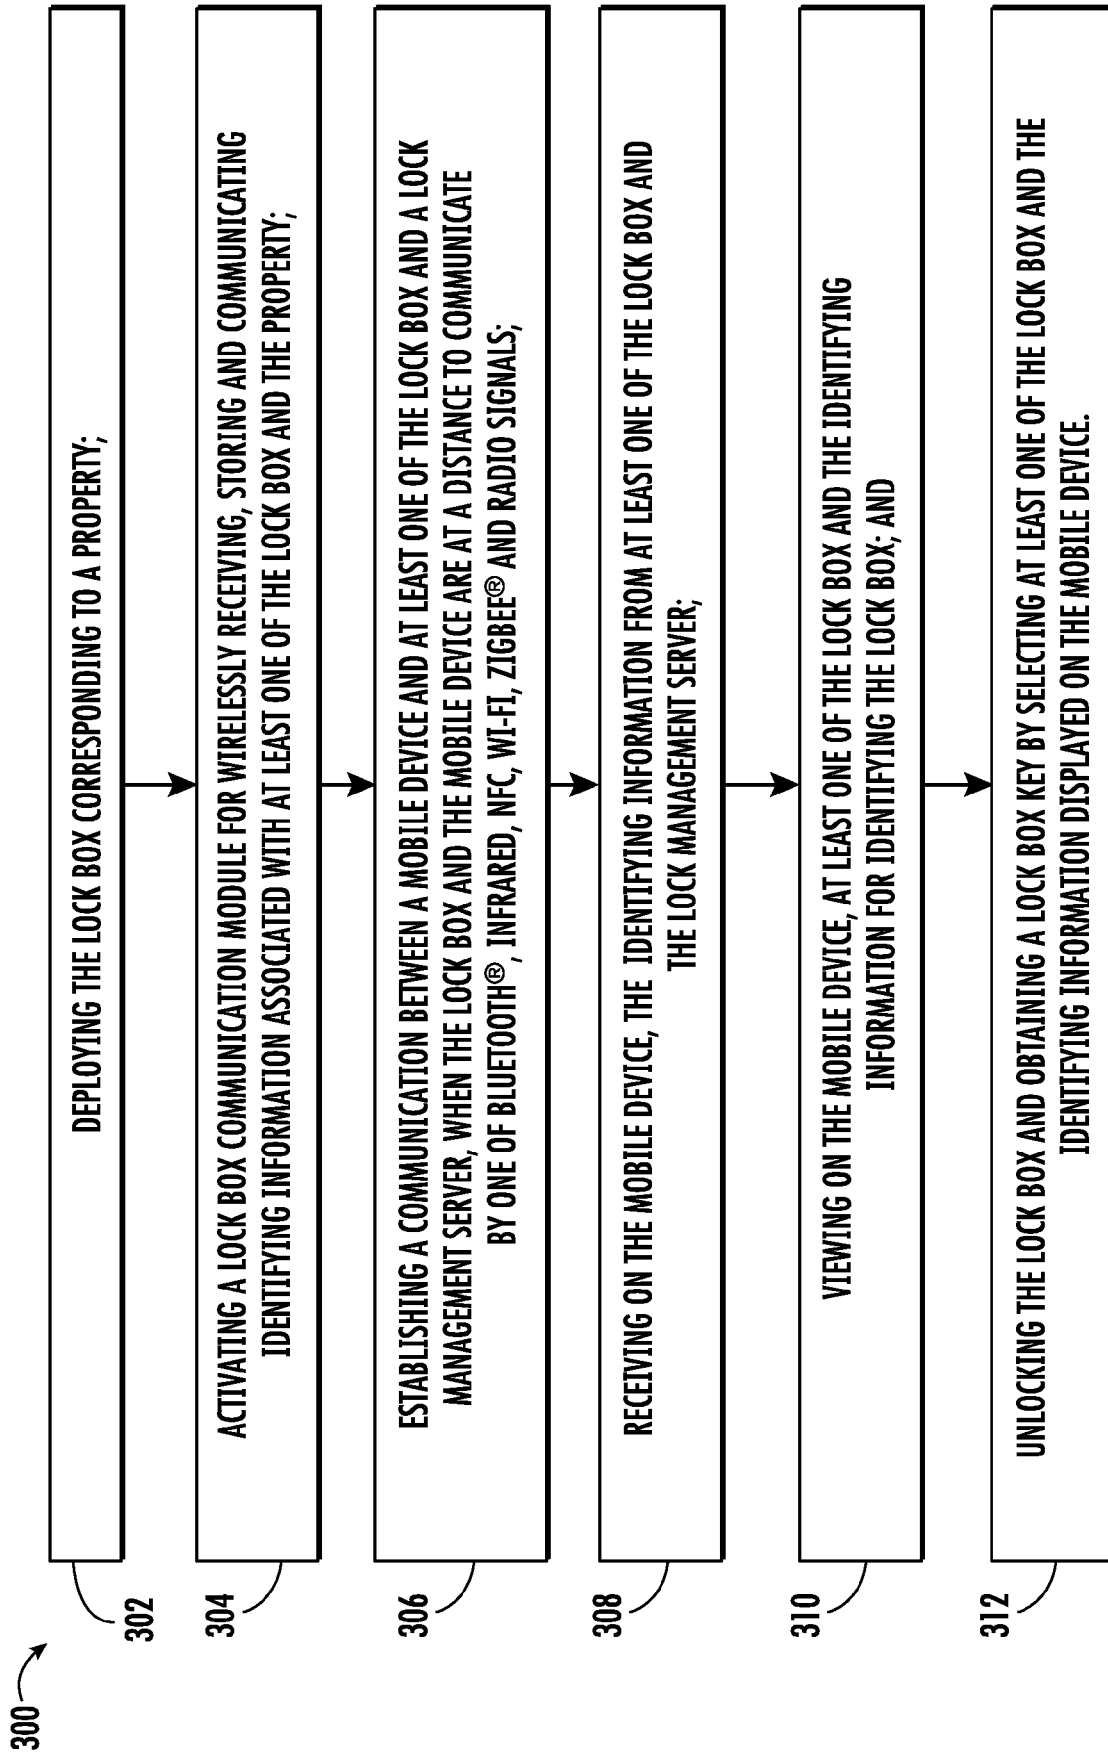 300
302
DEPLOYING THE LOCK BOX CORRESPONDING TO A PROPERTY;
304
ACTIVATING A LOCK BOX COMMUNICATION MODULE FOR WIRELESSLY RECEIVING, STORING AND COMMUNICATING
IDENTIFYING INFORMATION ASSOCIATED WITH AT LEAST ONE OF THE LOCK BOX AND THE PROPERTY;
306
ESTABLISHING A COMMUNICATION BETWEEN A MOBILE DEVICE AND AT LEAST ONE OF THE LOCK BOX AND A LOCK
MANAGEMENT SERVER, WHEN THE LOCK BOX AND THE MOBILE DEVICE ARE AT A DISTANCE TO COMMUNICATE
BY ONE OF BLUETOOTH®, INFRARED, NFC, WI-FI, ZIGBEE® AND RADIO SIGNALS;
308
RECEIVING ON THE MOBILE DEVICE, THE IDENTIFYING INFORMATION FROM AT LEAST ONE OF THE LOCK BOX AND
THE LOCK MANAGEMENT SERVER;
310
VIEWING ON THE MOBILE DEVICE, AT LEAST ONE OF THE LOCK BOX AND THE IDENTIFYING
INFORMATION FOR IDENTIFYING THE LOCK BOX; AND
312
UNLOCKING THE LOCK BOX AND OBTAINING A LOCK BOX KEY BY SELECTING AT LEAST ONE OF THE LOCK BOX AND THE
IDENTIFYING INFORMATION DISPLAYED ON THE MOBILE DEVICE.